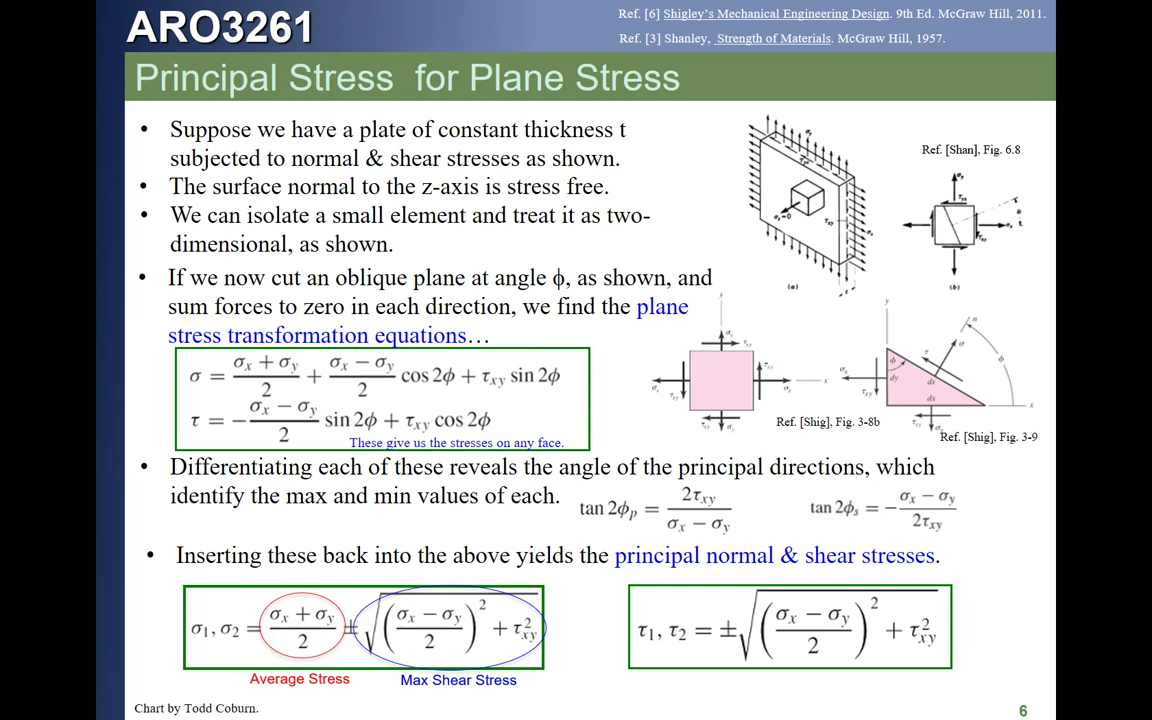 ARO3261
Ref. [6] Shigley's Mechanical Engineering Design. 9th Ed. McGraw Hill, 2011.
Ref. [3] Shanley, Strength of Materials. McGraw Hill, 1957.
Principal Stress for Plane Stress
• Suppose we have a plate of constant thickness t
subjected to normal & shear stresses as shown.
• The surface normal to the z-axis is stress free.
• We can isolate a small element and treat it as two-
dimensional, as shown.
Ref. [Shan], Fig. 6.8
(a)
(b)
• If we now cut an oblique plane at angle ϕ, as shown, and
sum forces to zero in each direction, we find the plane
stress transformation equations…
σ = (σx + σy)/2 + (σx − σy)/2 cos 2ϕ + τxy sin 2ϕ
τ = −(σx − σy)/2 sin 2ϕ + τxy cos 2ϕ
These give us the stresses on any face.
Ref. [Shig], Fig. 3-8b
Ref. [Shig], Fig. 3-9
• Differentiating each of these reveals the angle of the principal directions, which
identify the max and min values of each.
tan 2ϕp = 2τxy/(σx − σy)
tan 2ϕs = −(σx − σy)/2τxy
• Inserting these back into the above yields the principal normal & shear stresses.
σ1, σ2 = (σx + σy)/2 ± √(((σx − σy)/2)² + τxy²)
τ1, τ2 = ±√(((σx − σy)/2)² + τxy²)
Average Stress
Max Shear Stress
Chart by Todd Coburn.
6